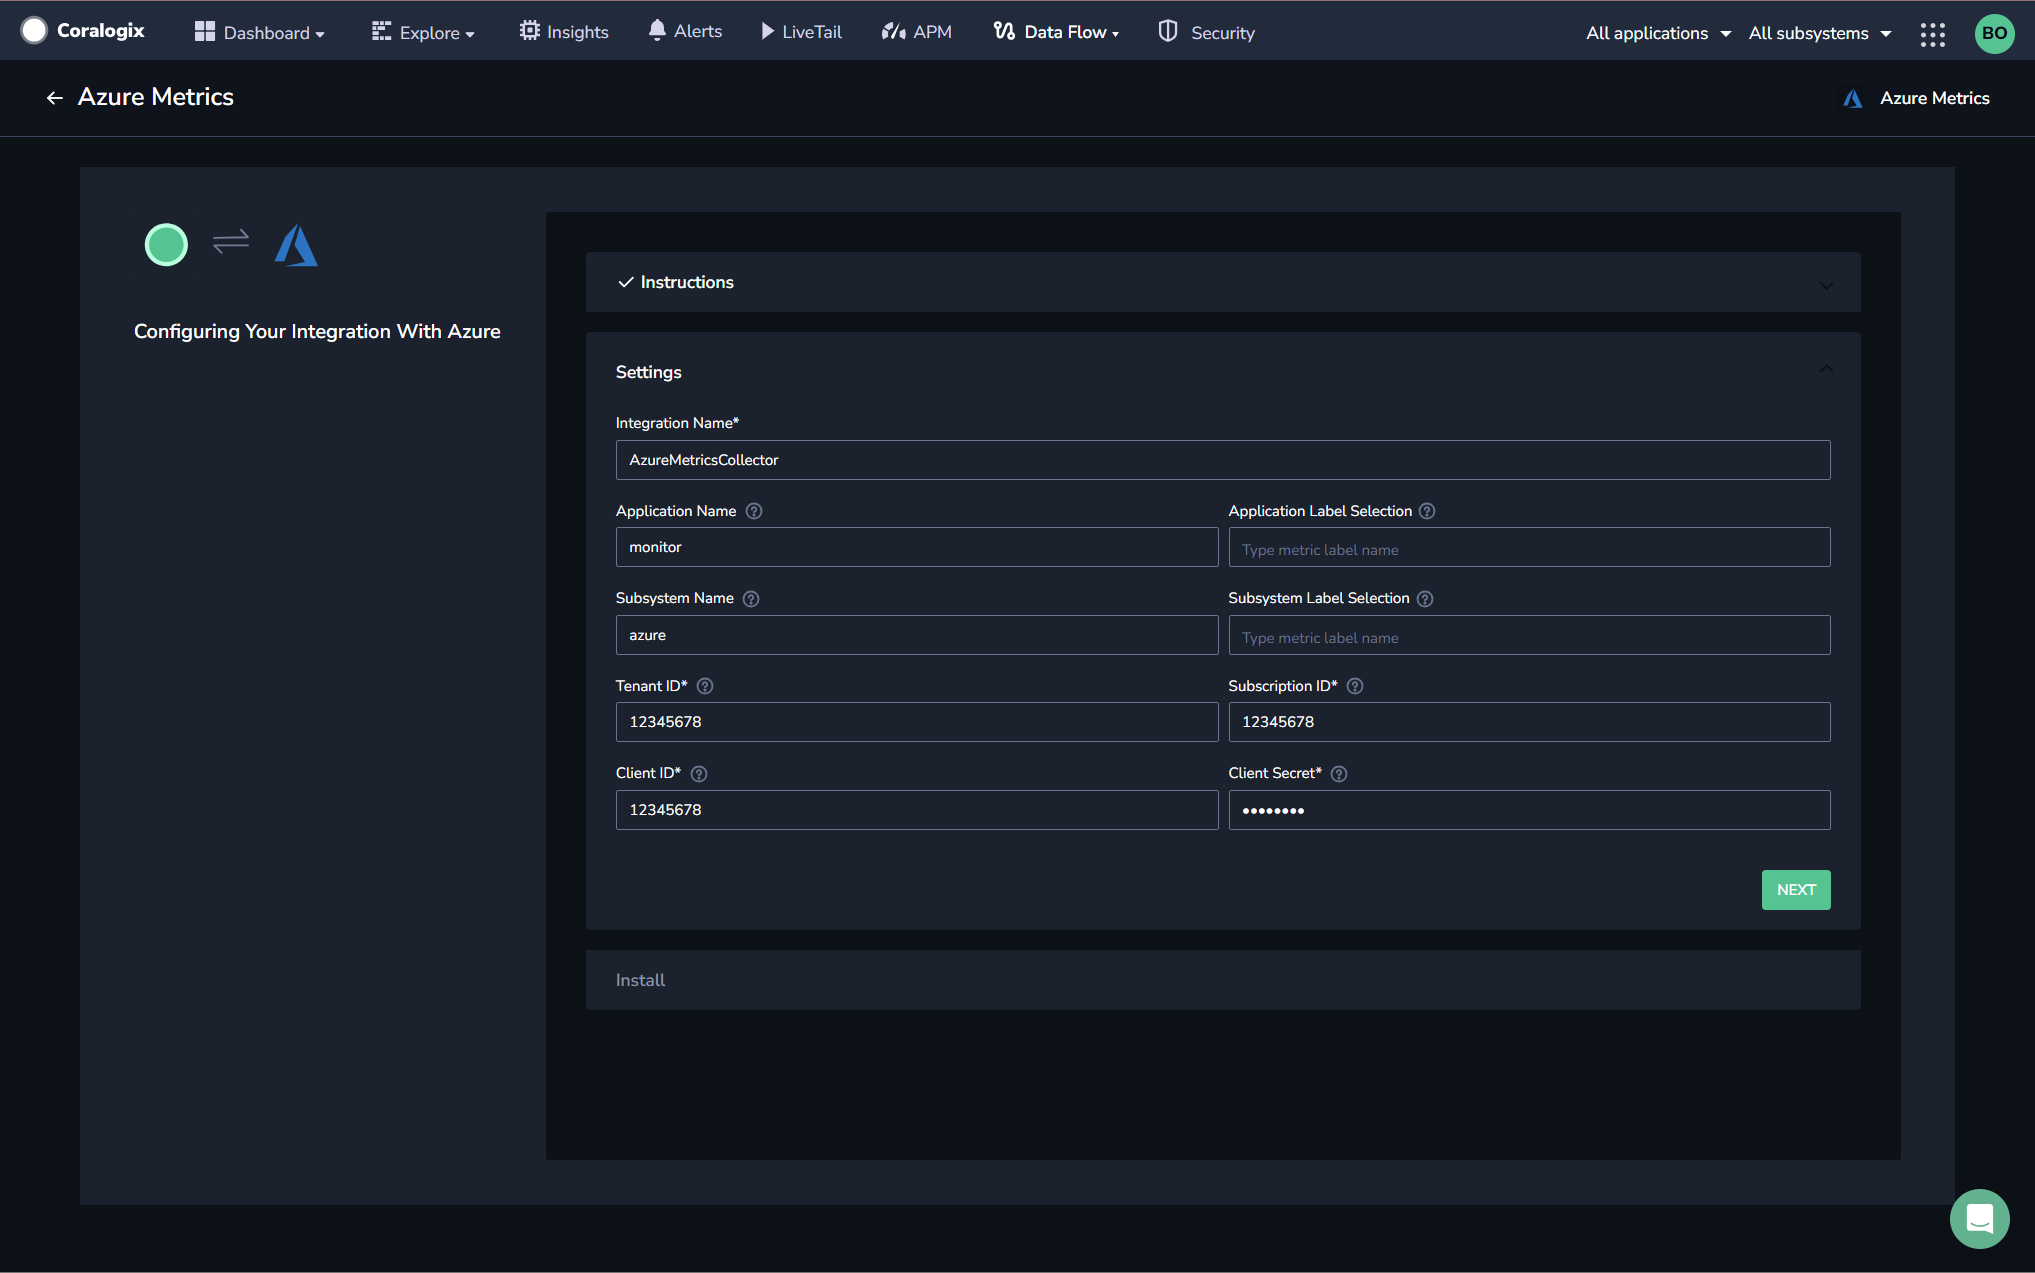 Coralogix Dashboard Explore Insights Alerts LiveTail APM Data Flow Security All applications All subsystems BO
Azure Metrics Azure Metrics
Configuring Your Integration With Azure
Instructions
Settings
Integration Name*
AzureMetricsCollector
Application Name Application Label Selection
monitor Type metric label name
Subsystem Name Subsystem Label Selection
azure Type metric label name
Tenant ID* Subscription ID*
12345678 12345678
Client ID* Client Secret*
12345678 ••••••••
NEXT
Install